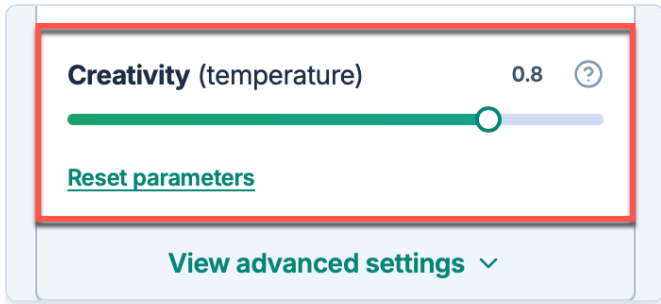 Creativity (temperature) 0.8 ?
Reset parameters
View advanced settings